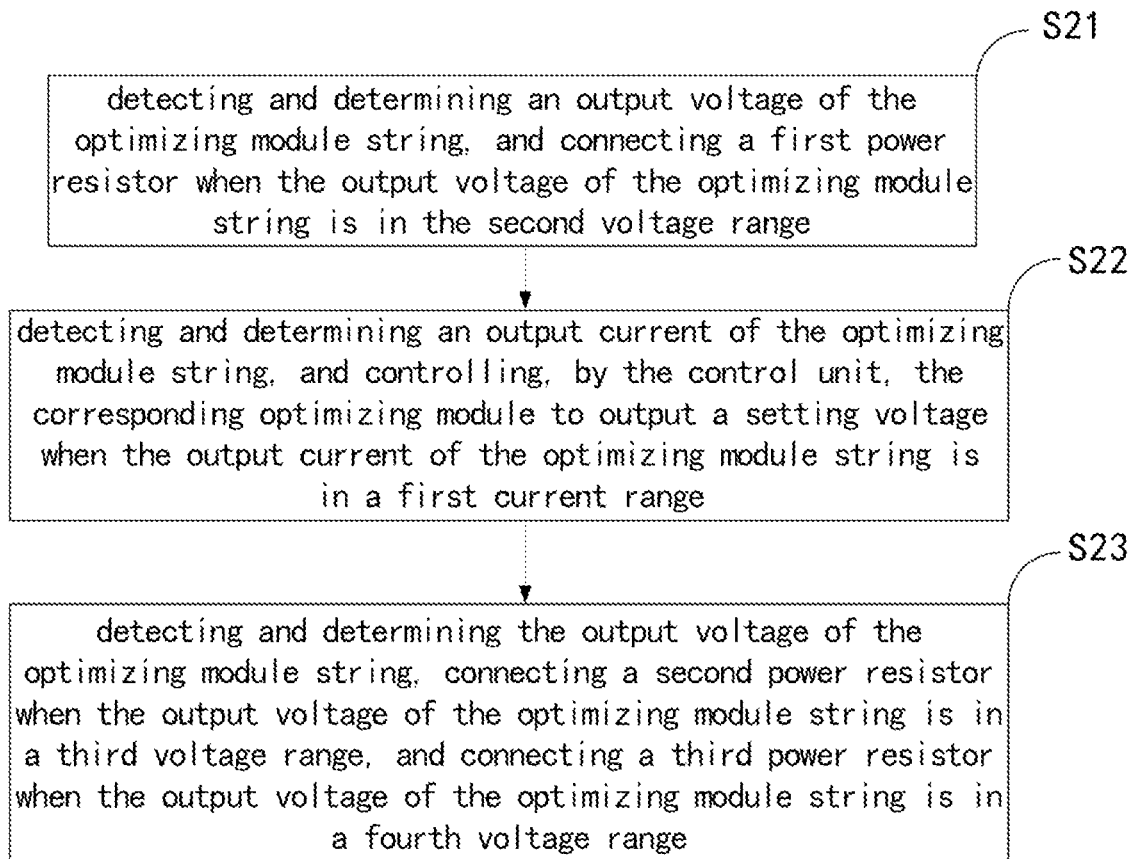 S21
detecting and determining an output voltage of the
optimizing module string, and connecting a first power
resistor when the output voltage of the optimizing module
string is in the second voltage range
S22
detecting and determining an output current of the optimizing
module string, and controlling, by the control unit, the
corresponding optimizing module to output a setting voltage
when the output current of the optimizing module string is
in a first current range
S23
detecting and determining the output voltage of the
optimizing module string, connecting a second power resistor
when the output voltage of the optimizing module string is in
a third voltage range, and connecting a third power resistor
when the output voltage of the optimizing module string is in
a fourth voltage range